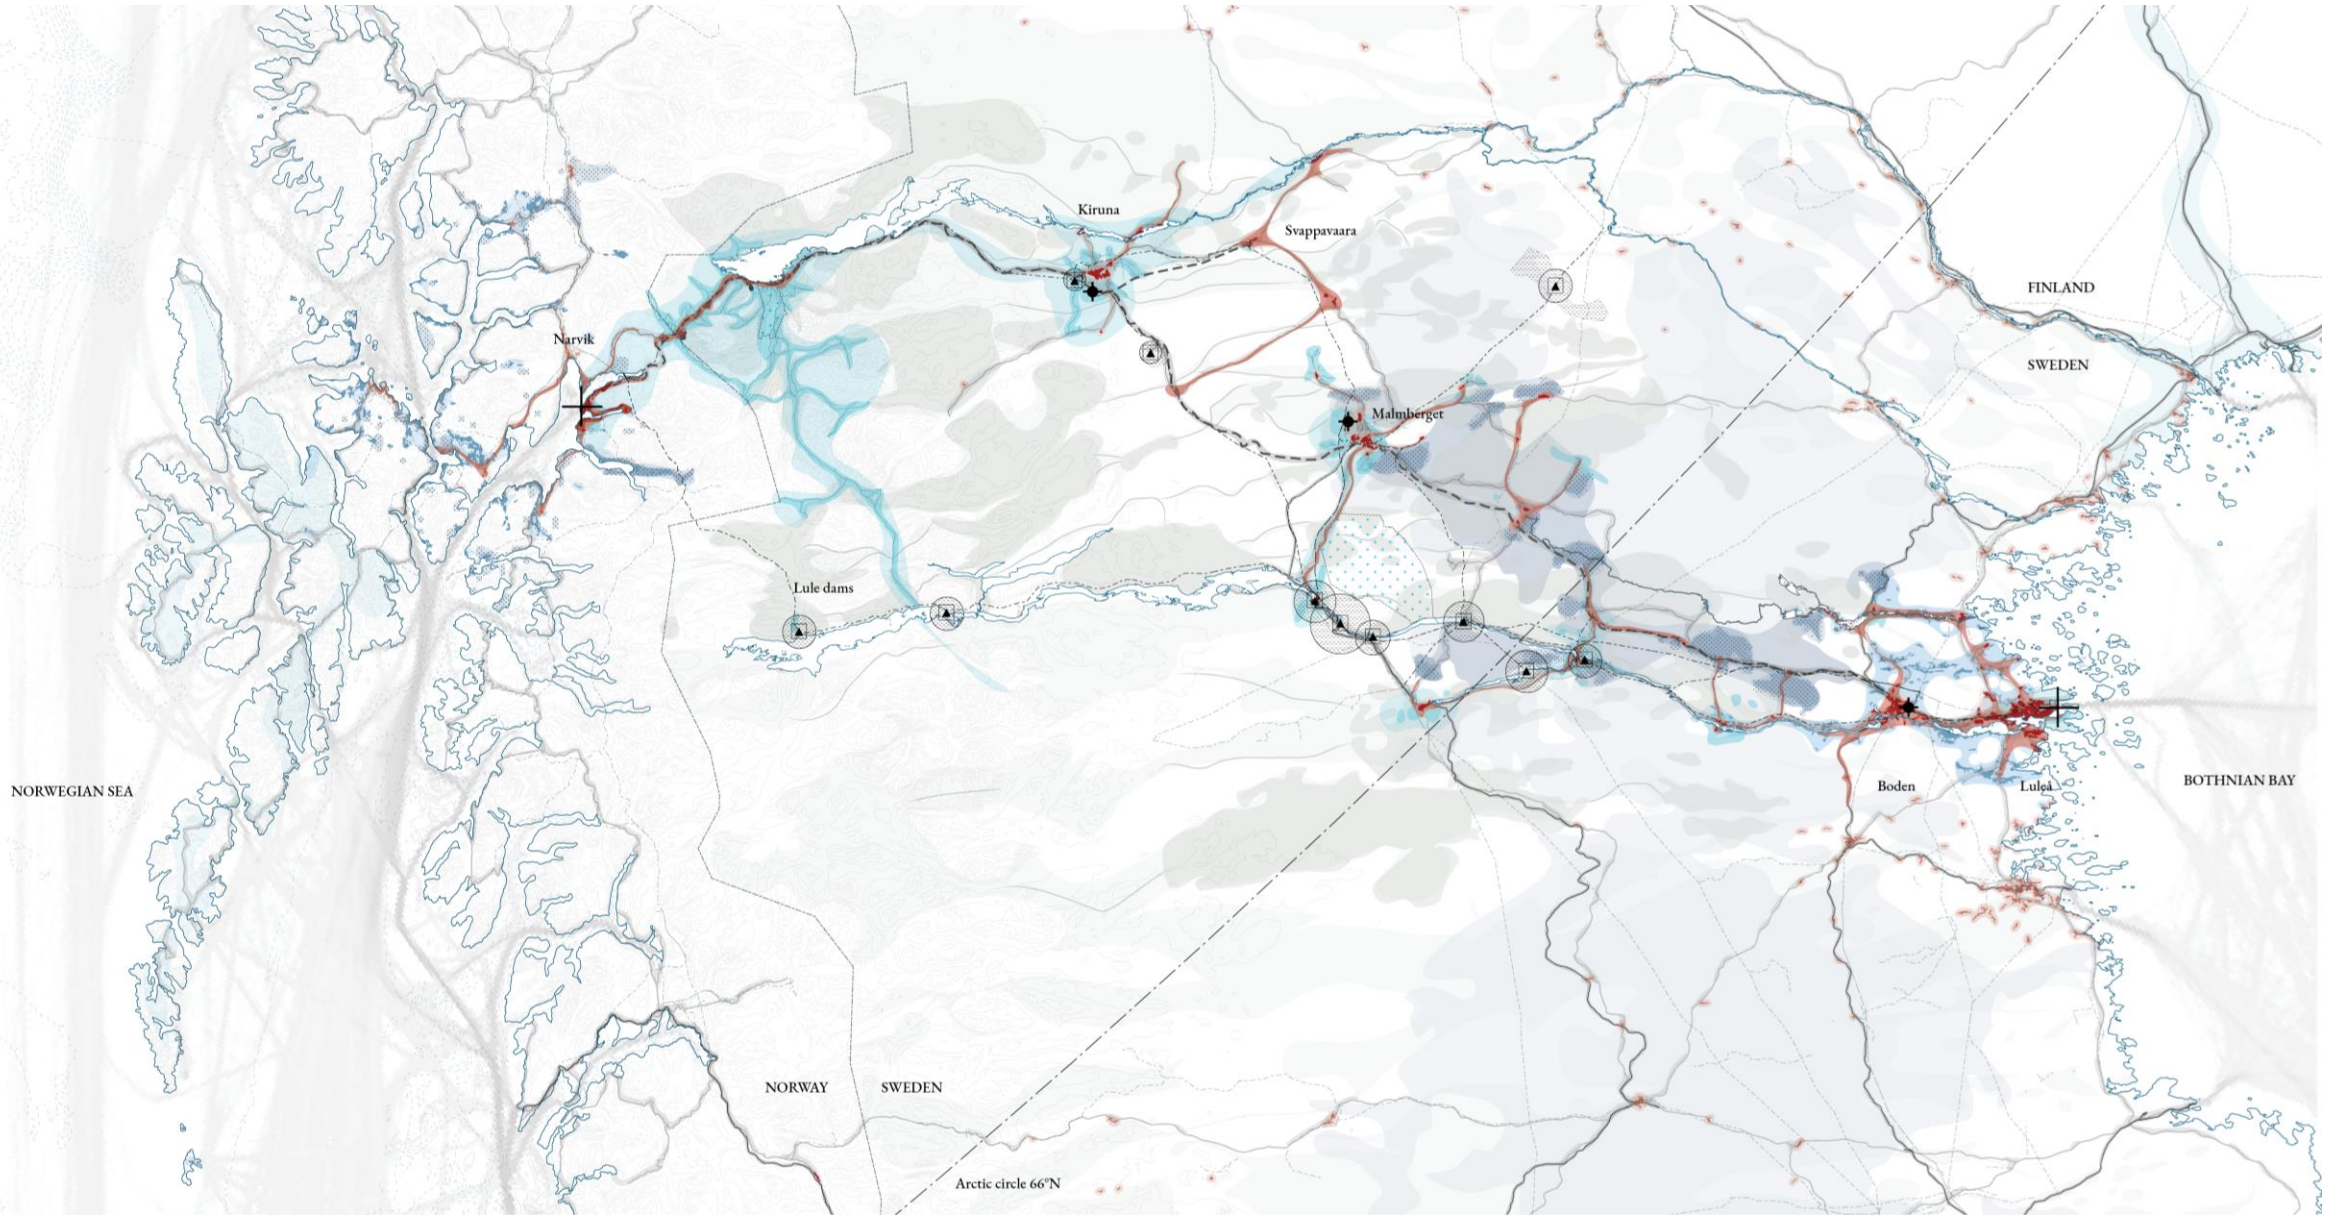 Kiruna
Svappavaara
FINLAND
Narvik
SWEDEN
Malmberget
Lule dams
NORWEGIAN SEA
BOTHNIAN BAY
Boden
Luleå
NORWAY
SWEDEN
Arctic circle 66°N